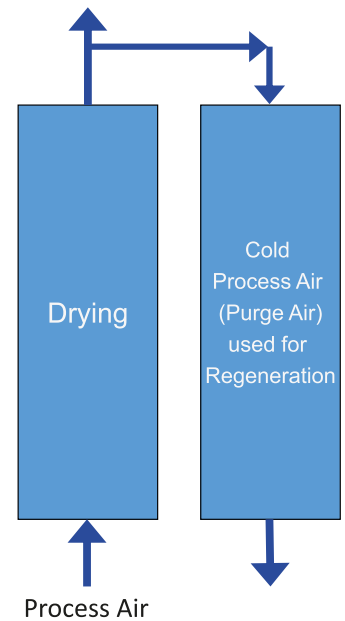 Drying
Cold
Process Air
(Purge Air)
used for
Regeneration
Process Air